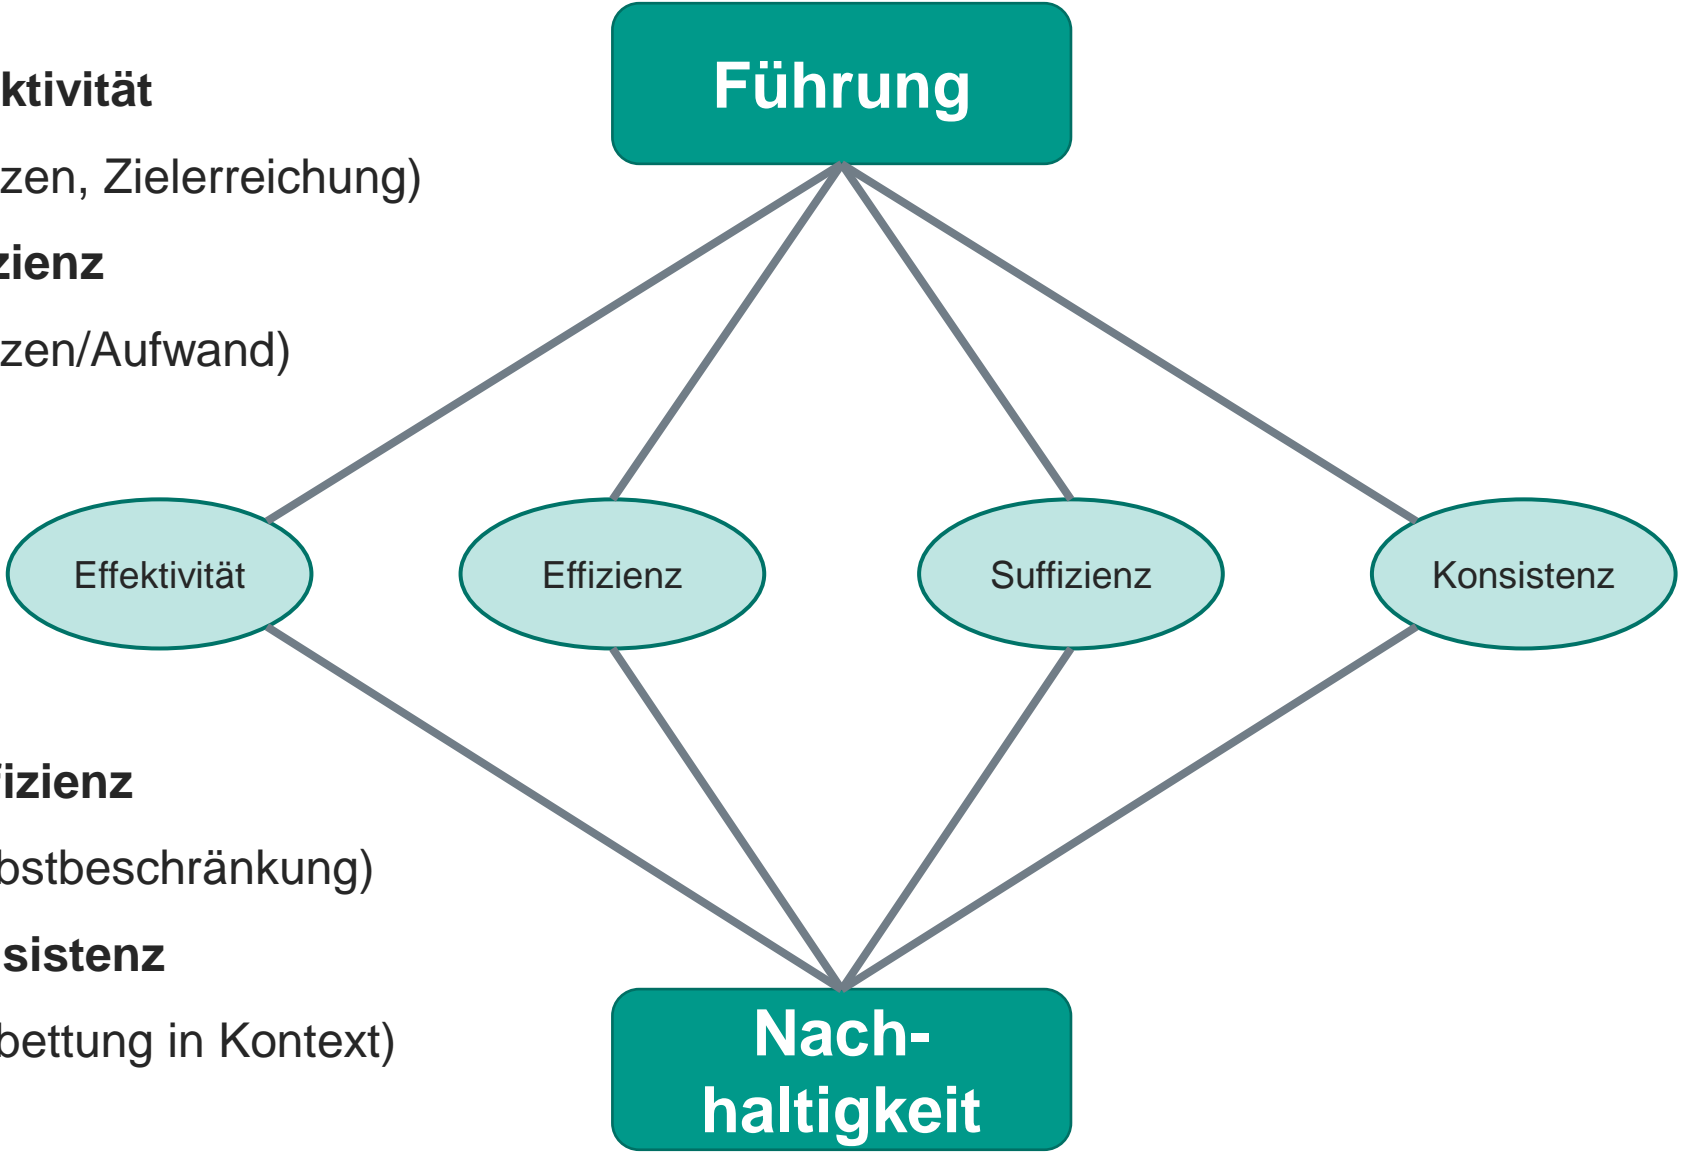 Führung
ktivität
zen, Zielerreichung)
zienz
zen/Aufwand)
Effektivität
Effizienz
Suffizienz
Konsistenz
fizienz
bstbeschränkung)
sistenz
bettung in Kontext)
Nach-
haltigkeit